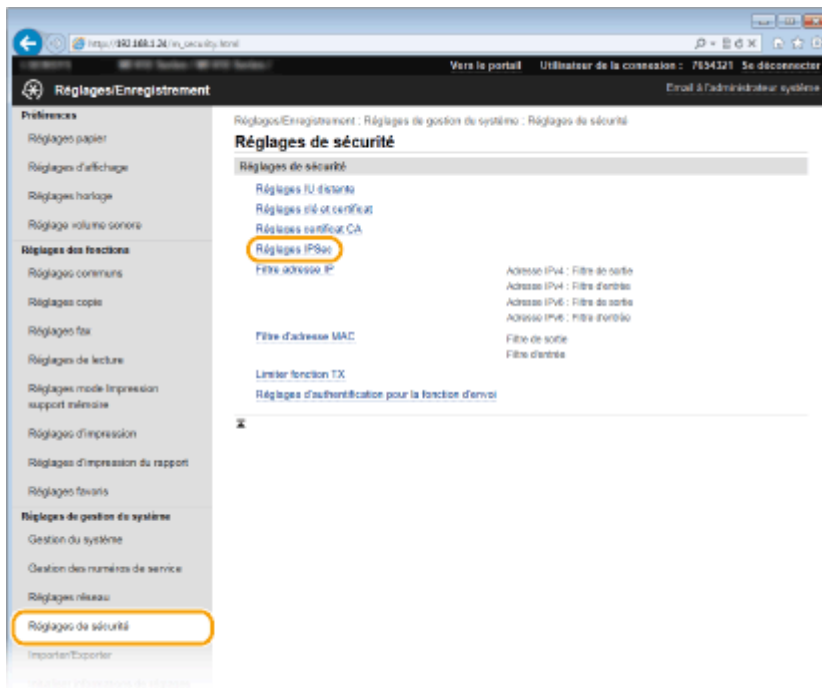 http://192.168.1.24/m_security.html
Vers le portail Utilisateur de la connexion : 7654321 Se déconnecter
Réglages/Enregistrement
Email à l'administrateur système
Préférences
Réglages papier
Réglages d'affichage
Réglages horloge
Réglage volume sonore
Réglages des fonctions
Réglages communs
Réglages copie
Réglages fax
Réglages de lecture
Réglages mode Impression
support mémoire
Réglages d'impression
Réglages d'impression du rapport
Réglages favoris
Réglages de gestion du système
Gestion du système
Gestion des numéros de service
Réglages réseau
Réglages de sécurité
Importer/Exporter
Réglages/Enregistrement : Réglages de gestion du système : Réglages de sécurité
Réglages de sécurité
Réglages de sécurité
Réglages IU distante
Réglages clé et certificat
Réglages certificat CA
Réglages IPSec
Filtre adresse IP
Adresse IPv4 : Filtre de sortie
Adresse IPv4 : Filtre d'entrée
Adresse IPv6 : Filtre de sortie
Adresse IPv6 : Filtre d'entrée
Filtre d'adresse MAC
Filtre de sortie
Filtre d'entrée
Limiter fonction TX
Réglages d'authentification pour la fonction d'envoi